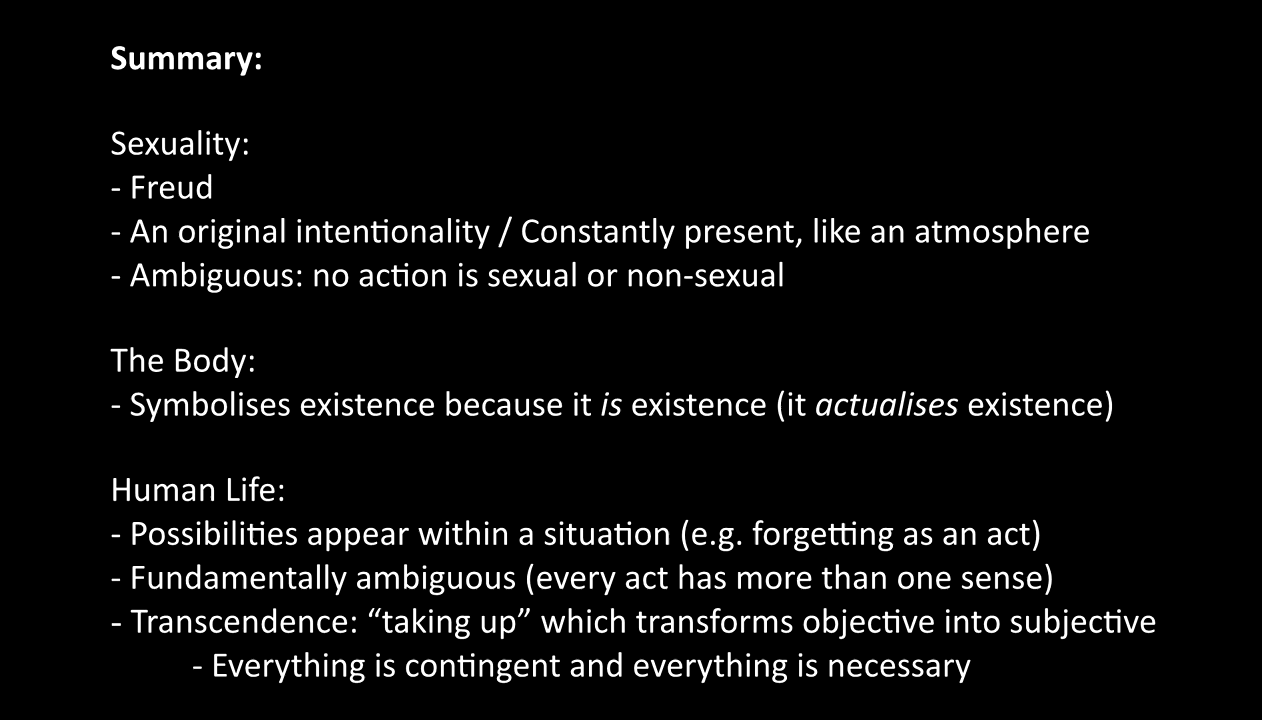 Summary:
Sexuality:
- Freud
- An original intentionality / Constantly present, like an atmosphere
- Ambiguous: no action is sexual or non-sexual
The Body:
- Symbolises existence because it is existence (it actualises existence)
Human Life:
- Possibilities appear within a situation (e.g. forgetting as an act)
- Fundamentally ambiguous (every act has more than one sense)
- Transcendence: “taking up” which transforms objective into subjective
- Everything is contingent and everything is necessary